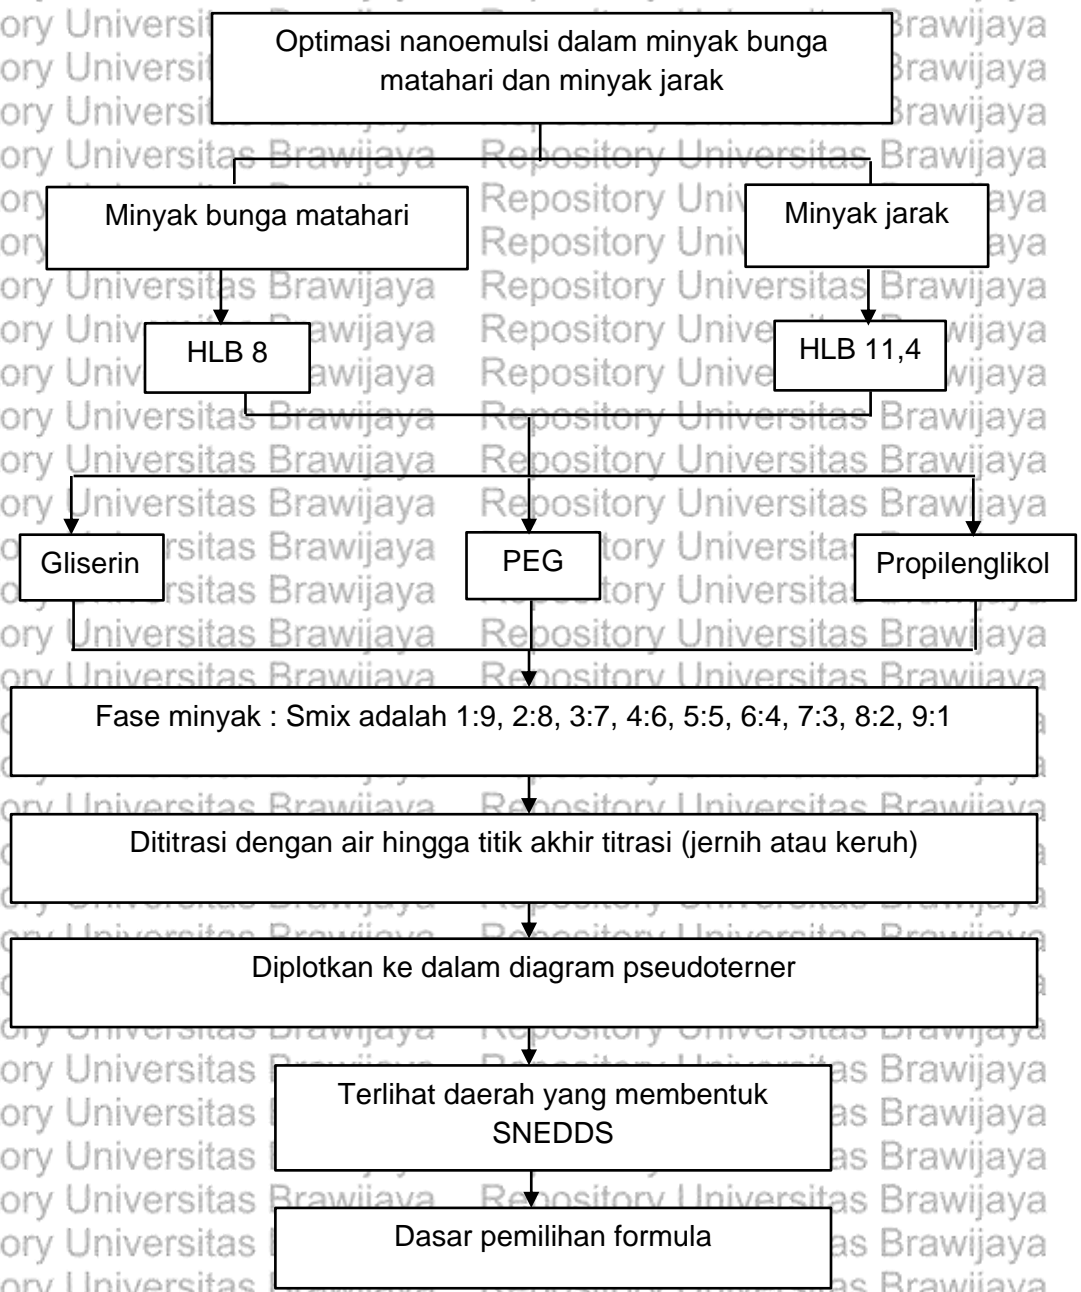 Optimasi nanoemulsi dalam minyak bunga
matahari dan minyak jarak
Minyak bunga matahari
Minyak jarak
HLB 8
HLB 11,4
Gliserin
PEG
Propilenglikol
Fase minyak : Smix adalah 1:9, 2:8, 3:7, 4:6, 5:5, 6:4, 7:3, 8:2, 9:1
Dititrasi dengan air hingga titik akhir titrasi (jernih atau keruh)
Diplotkan ke dalam diagram pseudoterner
Terlihat daerah yang membentuk
SNEDDS
Dasar pemilihan formula
Repository Universitas Brawijaya